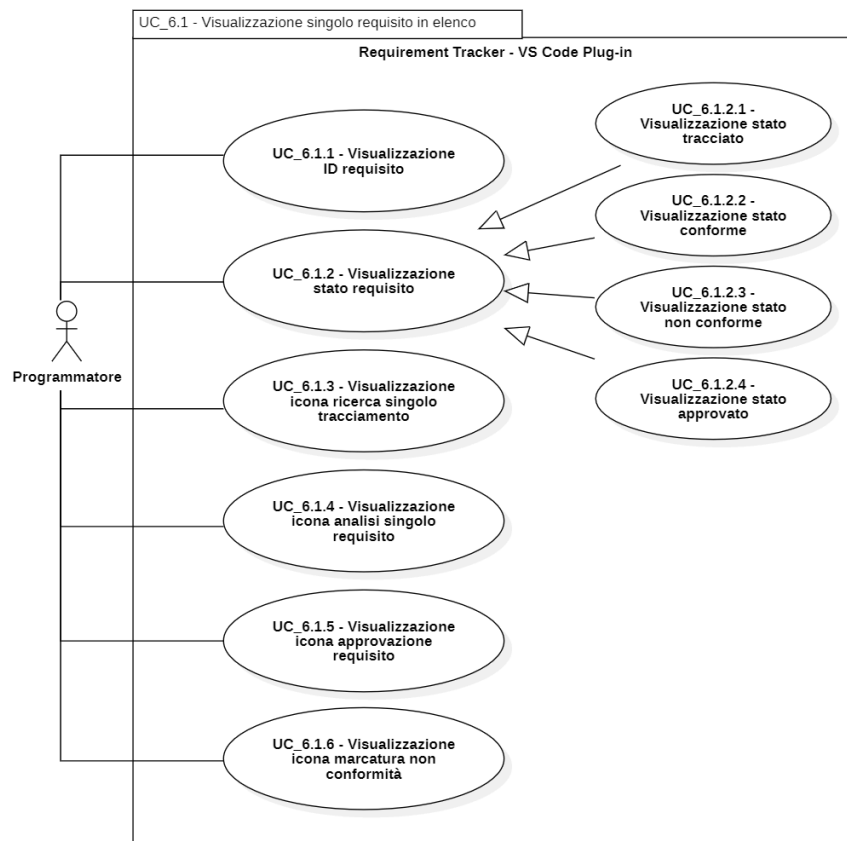 UC_6.1 - Visualizzazione singolo requisito in elenco
Requirement Tracker - VS Code Plug-in
UC_6.1.1 - Visualizzazione
ID requisito
UC_6.1.2 - Visualizzazione
stato requisito
UC_6.1.2.1 -
Visualizzazione stato
tracciato
UC_6.1.2.2 -
Visualizzazione stato
conforme
UC_6.1.2.3 -
Visualizzazione stato
non conforme
UC_6.1.2.4 -
Visualizzazione stato
approvato
Programmatore
UC_6.1.3 - Visualizzazione
icona ricerca singolo
tracciamento
UC_6.1.4 - Visualizzazione
icona analisi singolo
requisito
UC_6.1.5 - Visualizzazione
icona approvazione
requisito
UC_6.1.6 - Visualizzazione
icona marcatura non
conformità